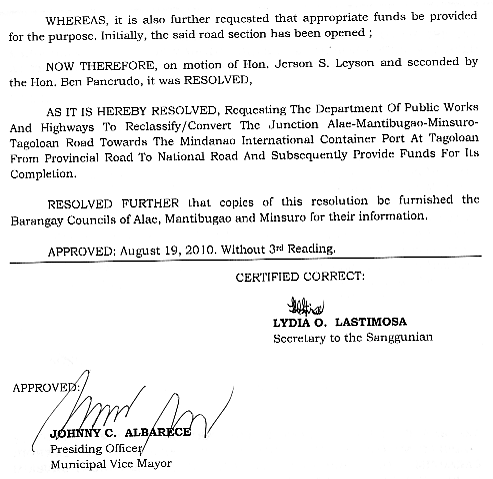 WHEREAS, it is also further requested that appropriate funds be provided
for the purpose. Initially, the said road section has been opened ;
NOW THEREFORE, on motion of Hon. Jerson S. Leyson and seconded by
the Hon. Ben Pancrudo, it was RESOLVED,
AS IT IS HEREBY RESOLVED, Requesting The Department Of Public Works
And Highways To Reclassify/Convert The Junction Alae-Mantibugao-Minsuro-
Tagoloan Road Towards The Mindanao International Container Port At Tagoloan
From Provincial Road To National Road And Subsequently Provide Funds For Its
Completion.
RESOLVED FURTHER that copies of this resolution be furnished the
Barangay Councils of Alae, Mantibugao and Minsuro for their information.
APPROVED: August 19, 2010. Without 3rd Reading.
CERTIFIED CORRECT:
LYDIA O. LASTIMOSA
Secretary to the Sanggunian
APPROVED:
JOHNNY C. ALBARECE
Presiding Officer
Municipal Vice Mayor